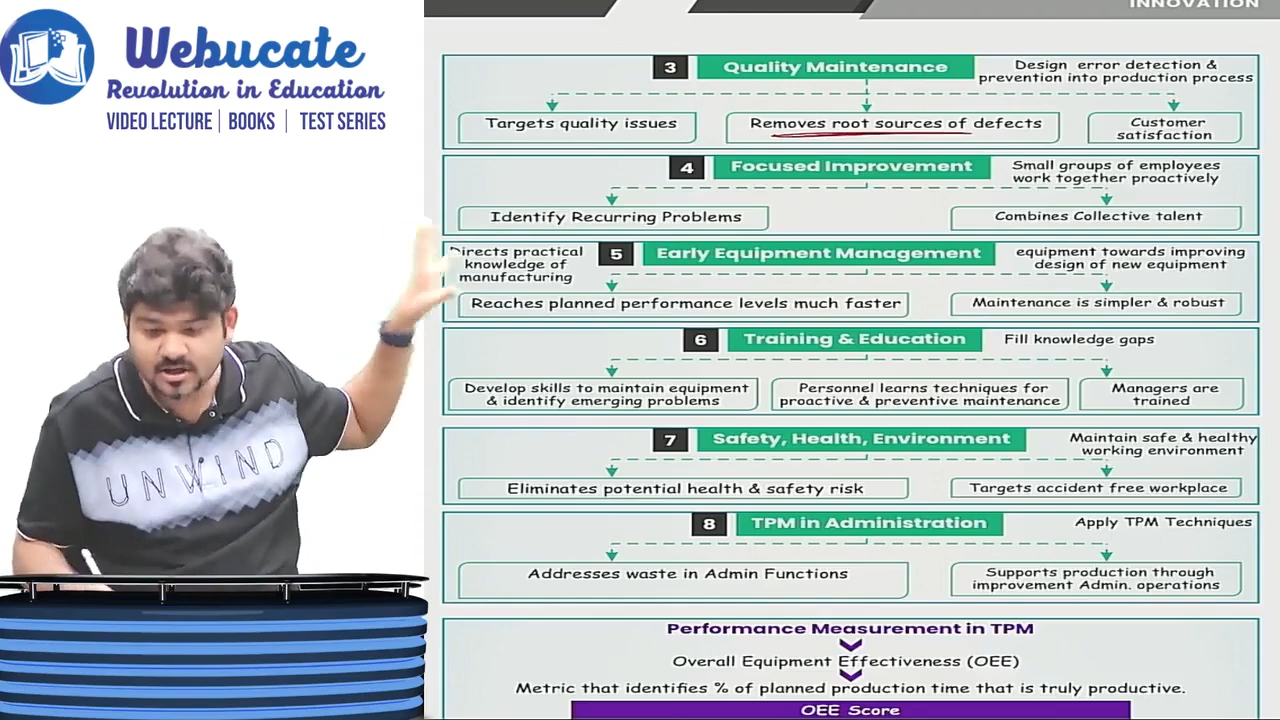 Webucate
Revolution in Education
VIDEO LECTURE | BOOKS | TEST SERIES
INNOVATION
3 Quality Maintenance
Design error detection &
prevention into production process
Targets quality issues
Removes root sources of defects
Customer
satisfaction
4 Focused Improvement
Small groups of employees
work together proactively
Identify Recurring Problems
Combines Collective talent
Directs practical
knowledge of
manufacturing
5 Early Equipment Management
equipment towards improving
design of new equipment
Reaches planned performance levels much faster
Maintenance is simpler & robust
6 Training & Education
Fill knowledge gaps
Develop skills to maintain equipment
& identify emerging problems
Personnel learns techniques for
proactive & preventive maintenance
Managers are
trained
7 Safety, Health, Environment
Maintain safe & healthy
working environment
Eliminates potential health & safety risk
Targets accident free workplace
8 TPM in Administration
Apply TPM Techniques
Addresses waste in Admin Functions
Supports production through
improvement Admin. operations
Performance Measurement in TPM
Overall Equipment Effectiveness (OEE)
Metric that identifies % of planned production time that is truly productive.
OEE Score
UNWIND